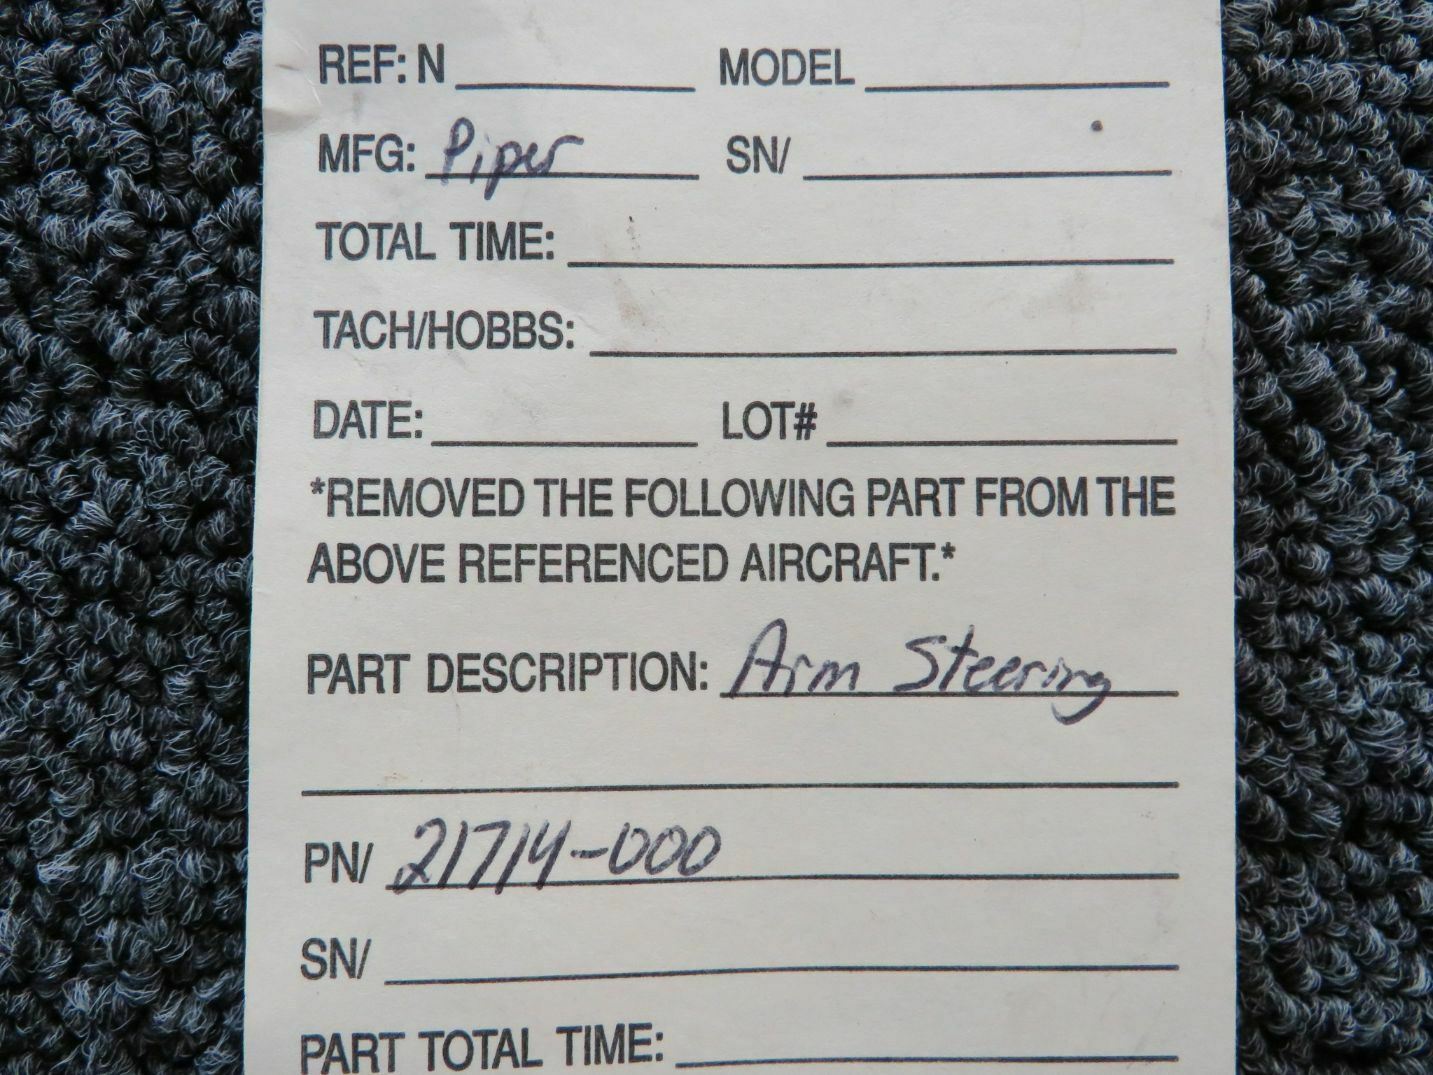 REF: N MODEL
MFG: Piper SN/
TOTAL TIME:
TACH/HOBBS:
DATE: LOT#
*REMOVED THE FOLLOWING PART FROM THE
ABOVE REFERENCED AIRCRAFT.*
PART DESCRIPTION: Arm Steering
PN/ 21714-000
SN/
PART TOTAL TIME: